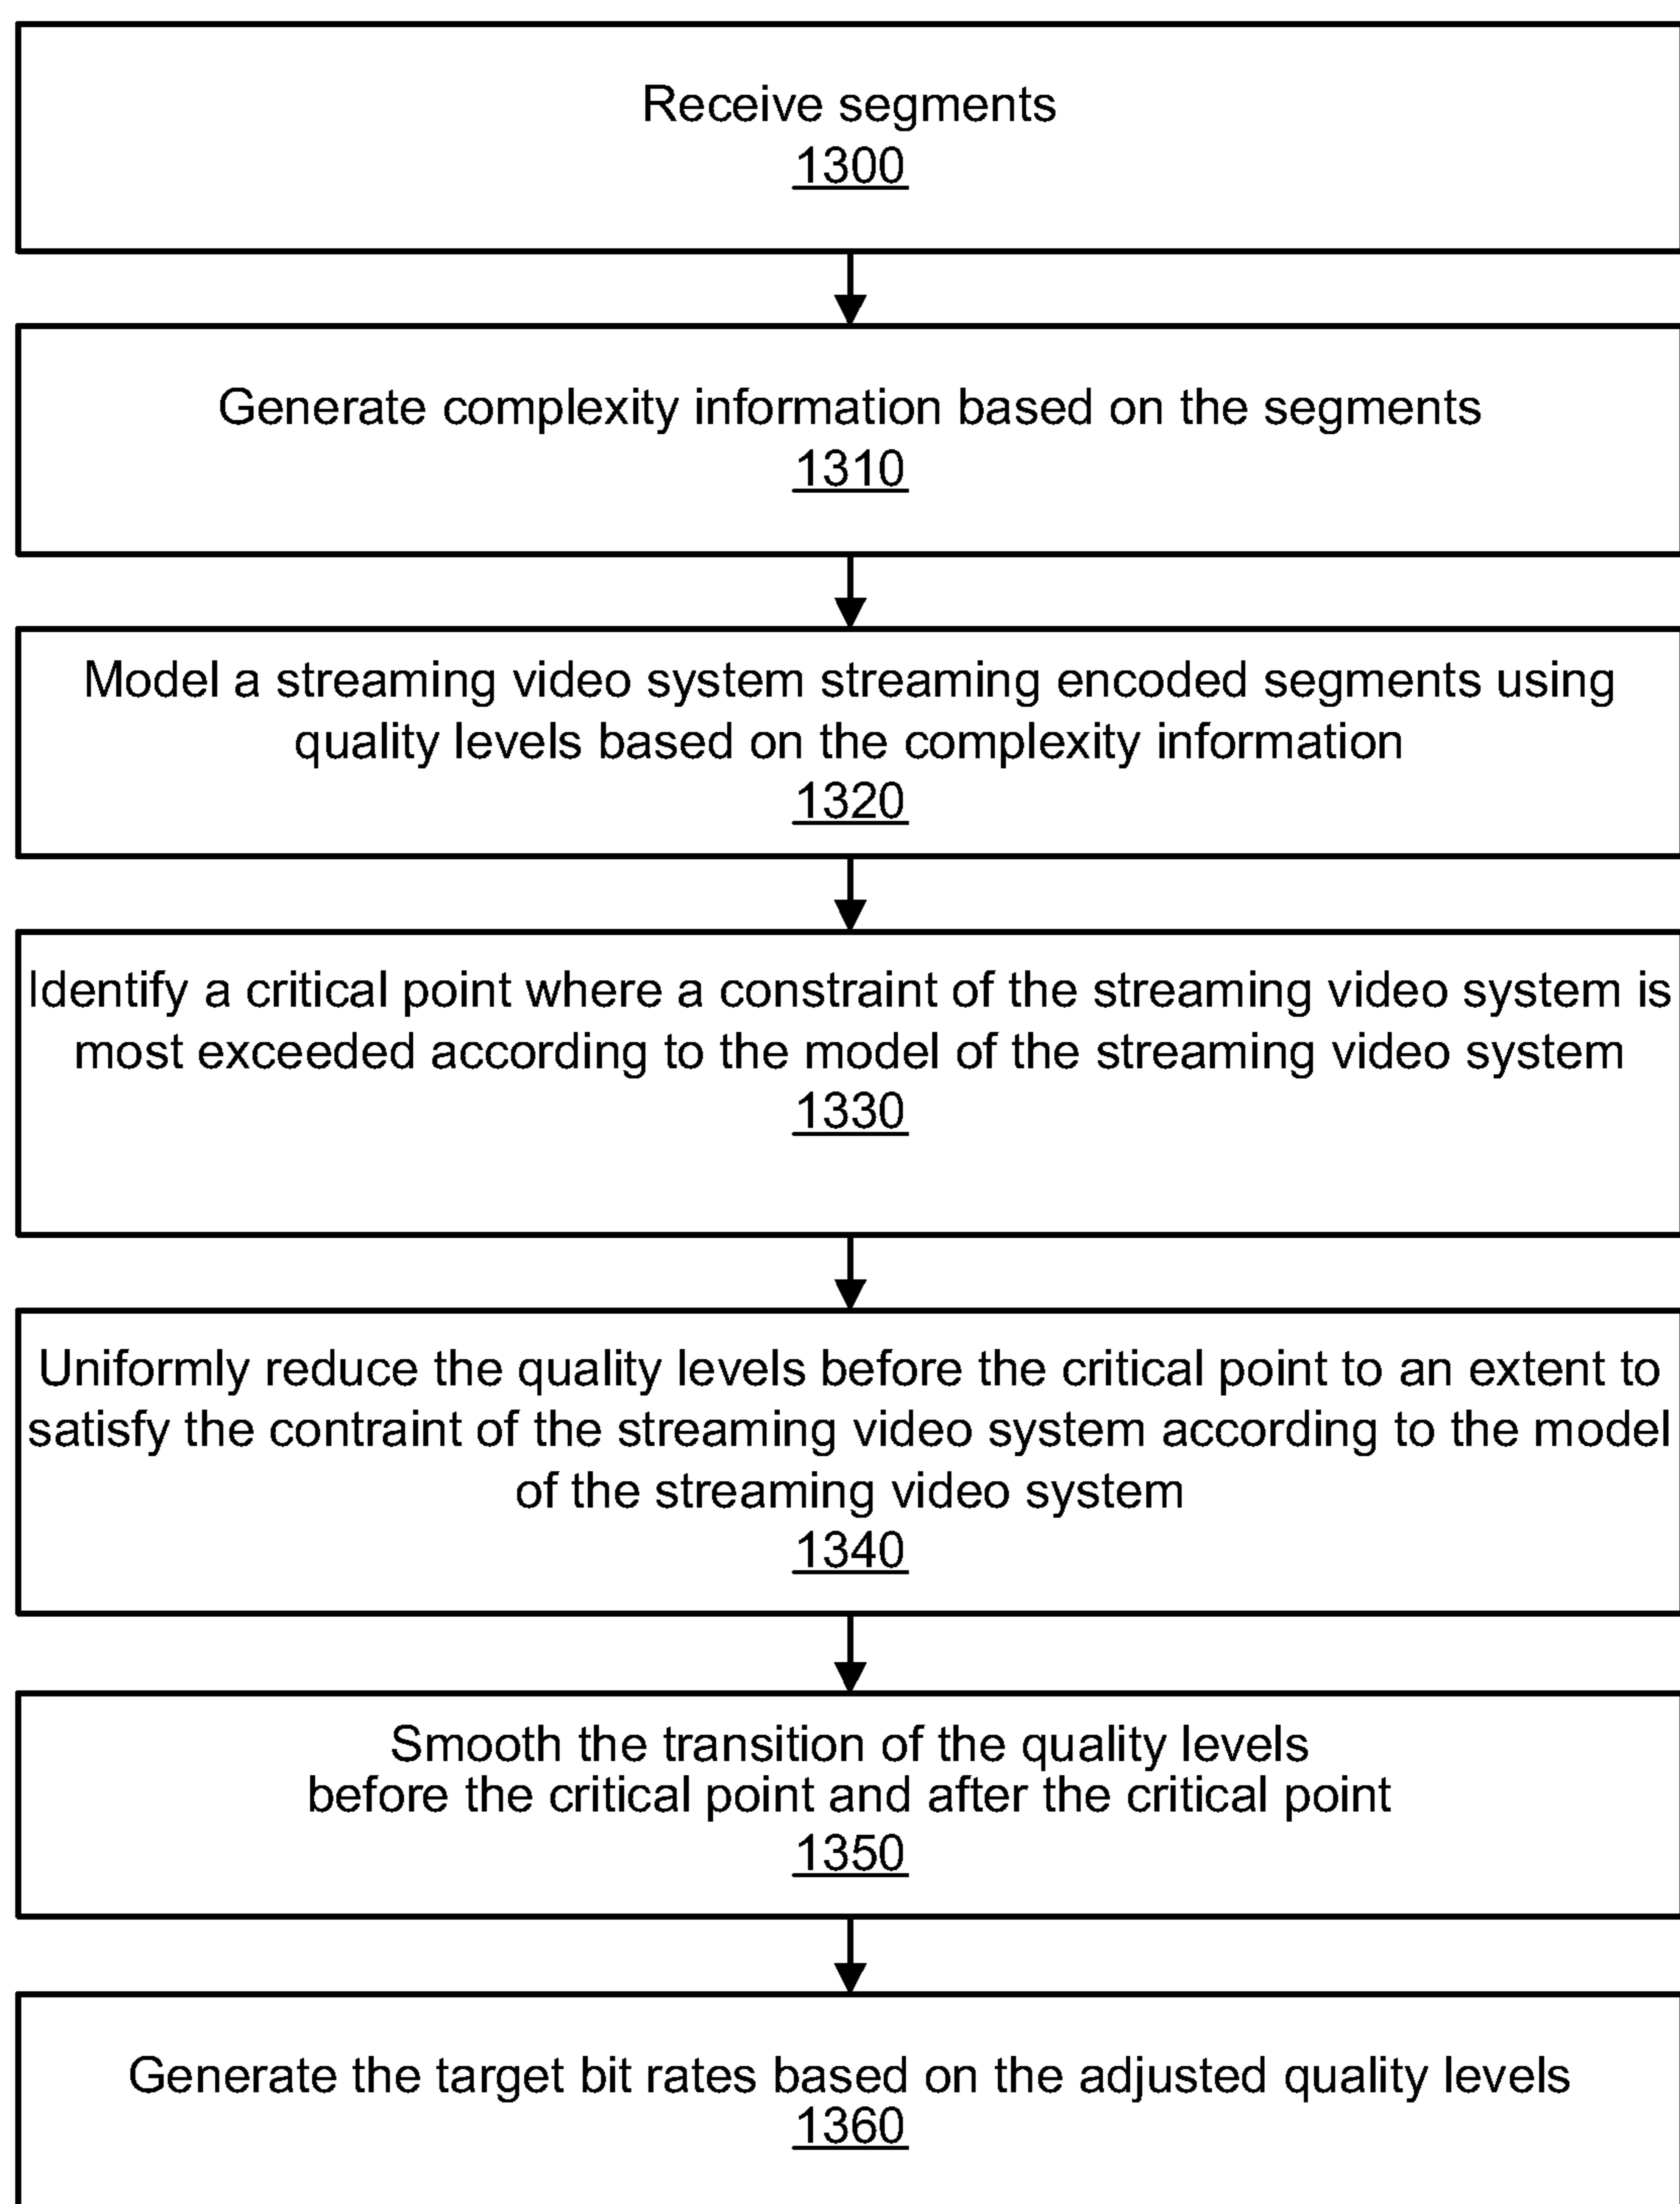 Receive segments
1300
Generate complexity information based on the segments
1310
Model a streaming video system streaming encoded segments using
quality levels based on the complexity information
1320
Identify a critical point where a constraint of the streaming video system is
most exceeded according to the model of the streaming video system
1330
Uniformly reduce the quality levels before the critical point to an extent to
satisfy the contraint of the streaming video system according to the model
of the streaming video system
1340
Smooth the transition of the quality levels
before the critical point and after the critical point
1350
Generate the target bit rates based on the adjusted quality levels
1360